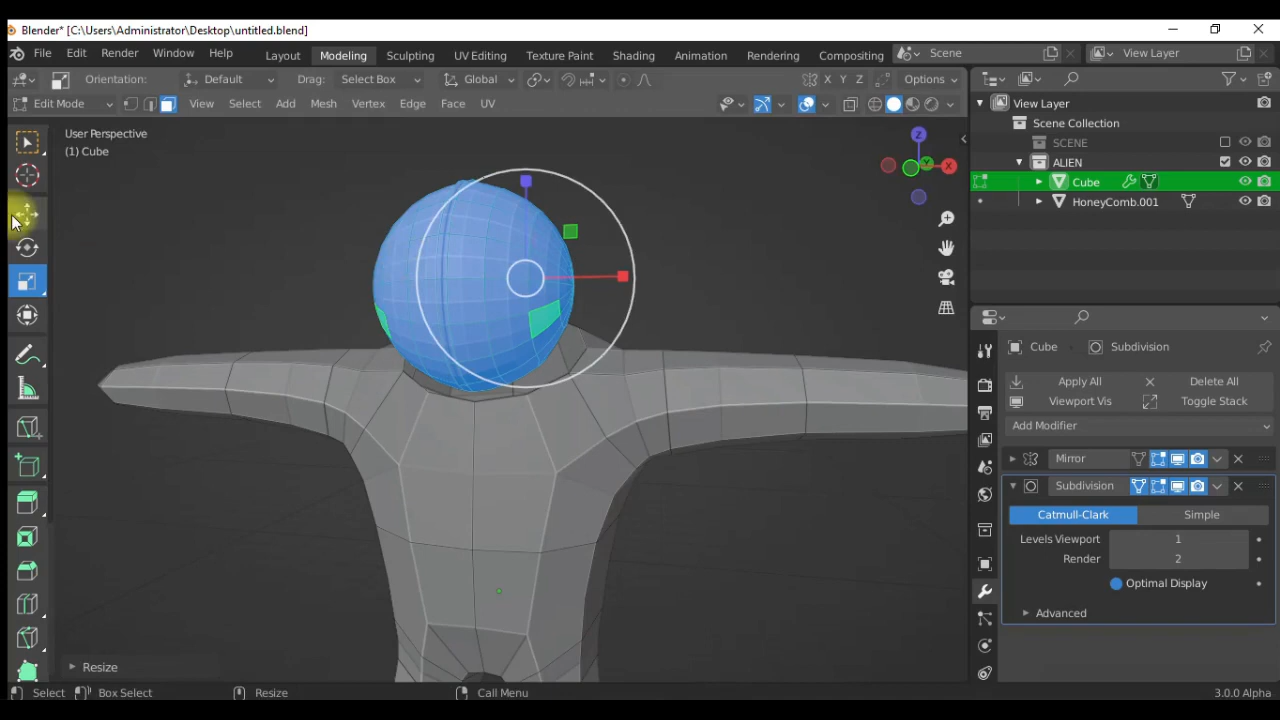 Blender* [C:\Users\Administrator\Desktop\untitled.blend]
File Edit Render Window Help Layout Modeling Sculpting UV Editing Texture Paint Shading Animation Rendering Compositing Scene View Layer
Orientation: Default Drag: Select Box Global X Y Z Options
Edit Mode View Select Add Mesh Vertex Edge Face UV
User Perspective
(1) Cube
Z
Y
X
View Layer
Scene Collection
SCENE
ALIEN
Cube
HoneyComb.001
Cube Subdivision
Apply All Delete All
Viewport Vis Toggle Stack
Add Modifier
Mirror
Subdivision
Catmull-Clark Simple
Levels Viewport 1
Render 2
Optimal Display
Advanced
Resize
Select Box Select Resize Call Menu 3.0.0 Alpha